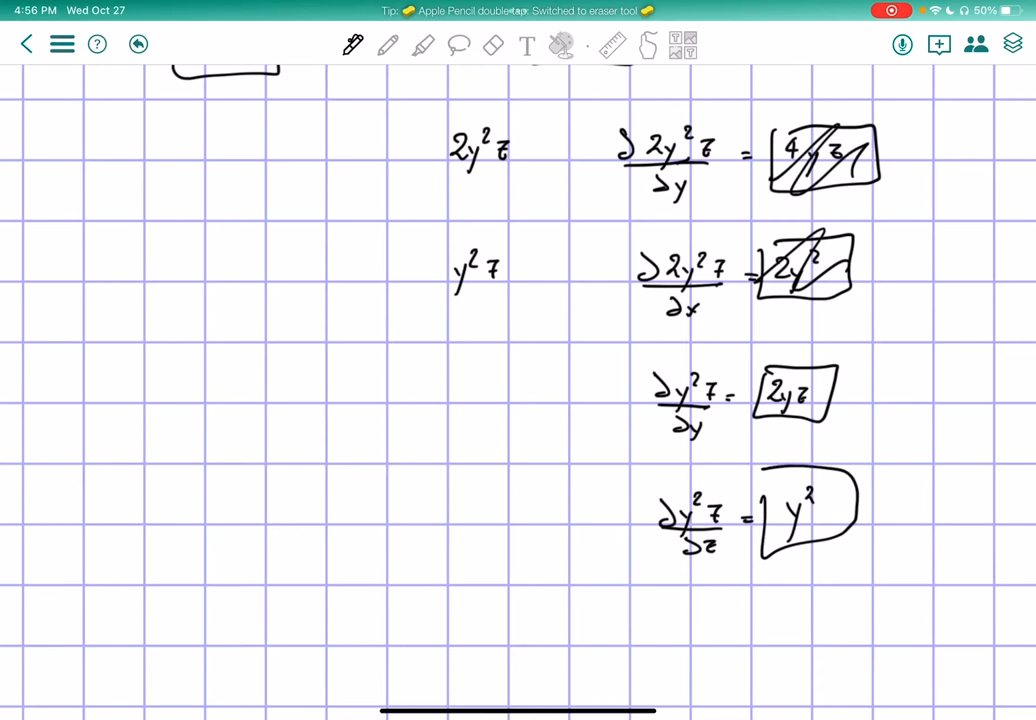 4:56 PM Wed Oct 27
Tip: 🧽 Apple Pencil double-tap: Switched to eraser tool 🧽
50%
2y²z ∂2y²z/∂y = 4yz
y²z ∂2y²z/∂x = 2y²
∂y²z/∂y = 2yz
∂y²z/∂z = y²